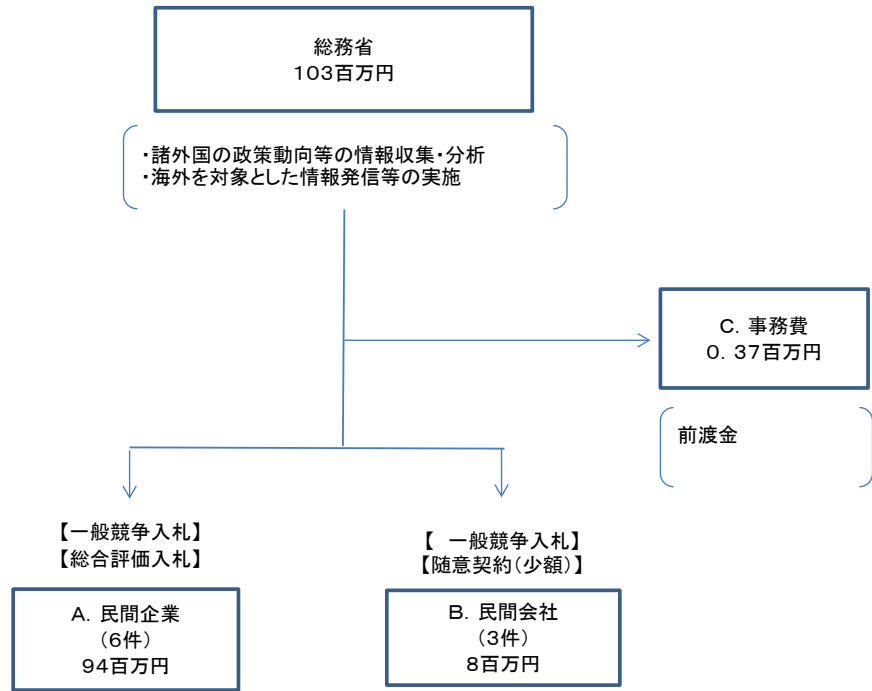 総務省
103百万円
・諸外国の政策動向等の情報収集・分析
・海外を対象とした情報発信等の実施
C. 事務費
0. 37百万円
前渡金
【一般競争入札】
【総合評価入札】
【 一般競争入札】
【随意契約(少額)】
A. 民間企業
(6件)
94百万円
B. 民間会社
(3件)
8百万円